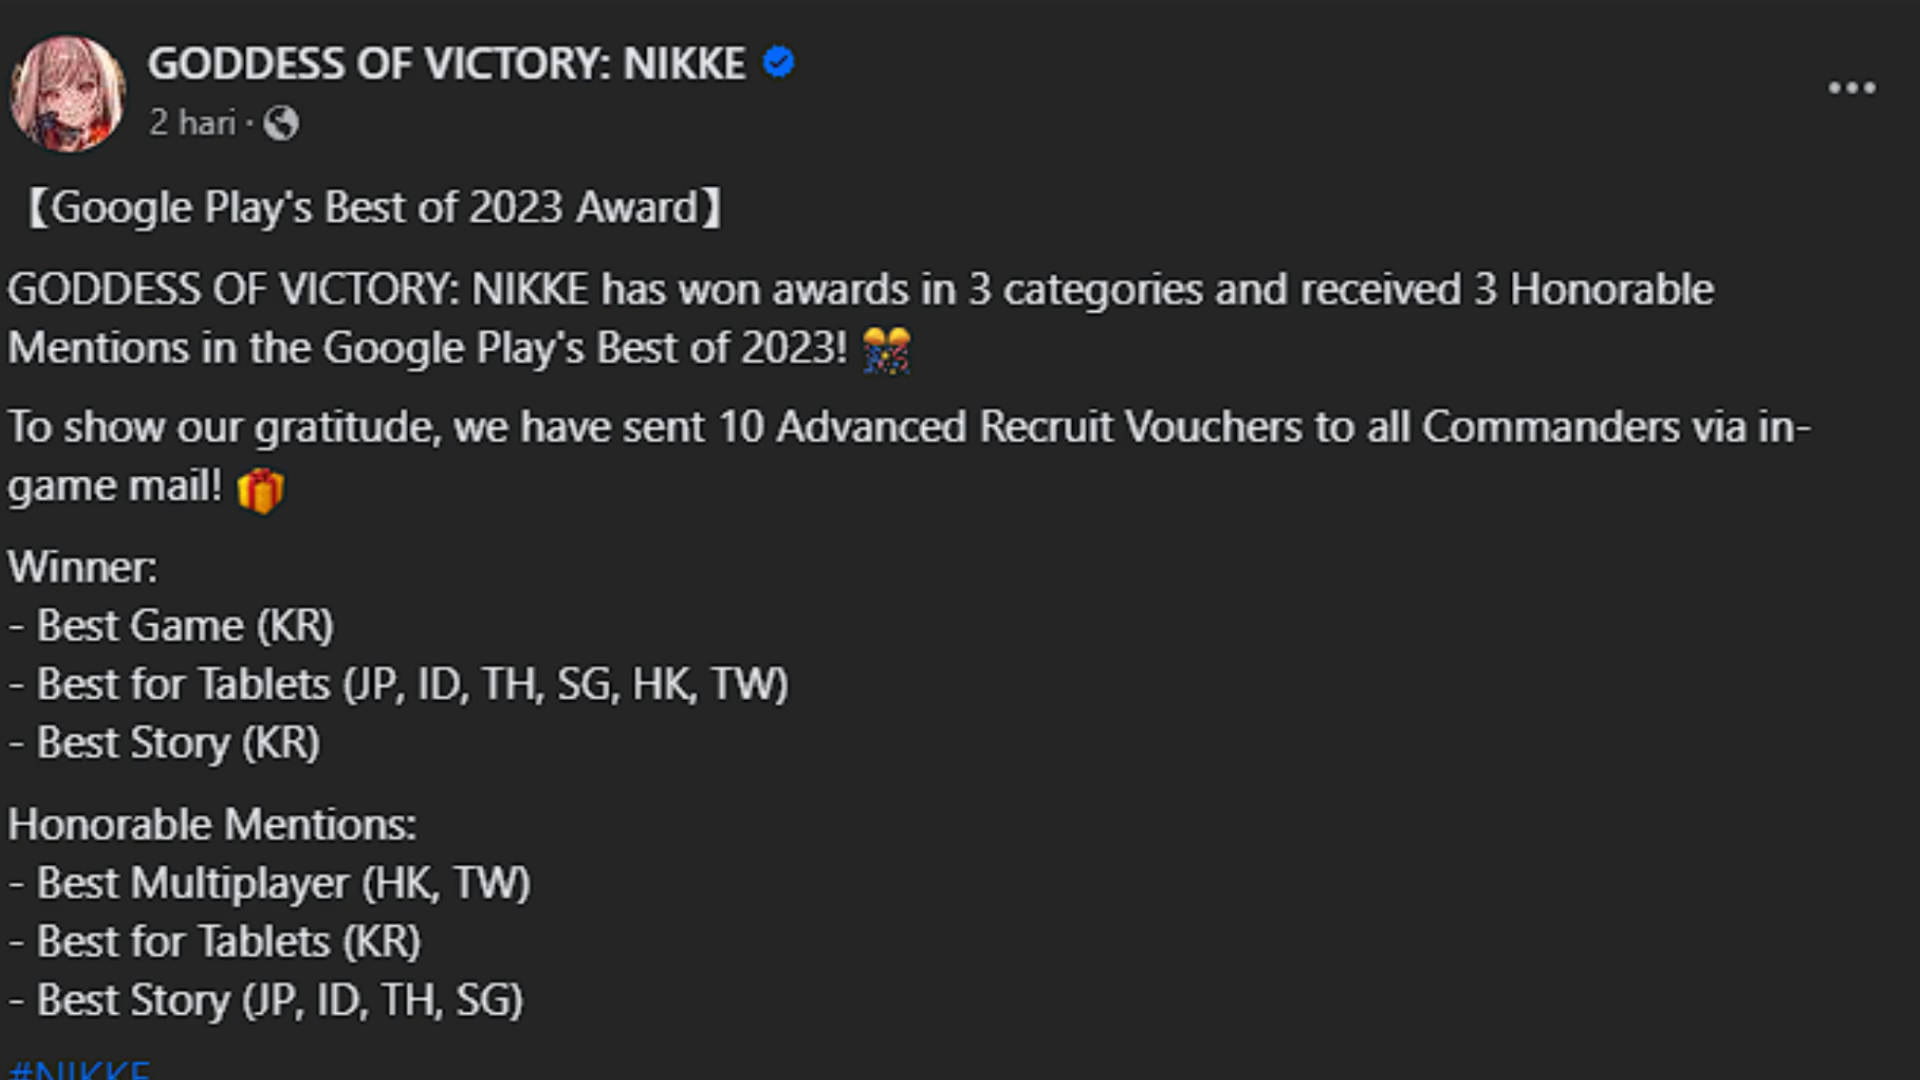 GODDESS OF VICTORY: NIKKE
2 hari ·
【Google Play's Best of 2023 Award】
GODDESS OF VICTORY: NIKKE has won awards in 3 categories and received 3 Honorable
Mentions in the Google Play's Best of 2023! 🎊
To show our gratitude, we have sent 10 Advanced Recruit Vouchers to all Commanders via in-
game mail! 🎁
Winner:
- Best Game (KR)
- Best for Tablets (JP, ID, TH, SG, HK, TW)
- Best Story (KR)
Honorable Mentions:
- Best Multiplayer (HK, TW)
- Best for Tablets (KR)
- Best Story (JP, ID, TH, SG)
#NIKKE